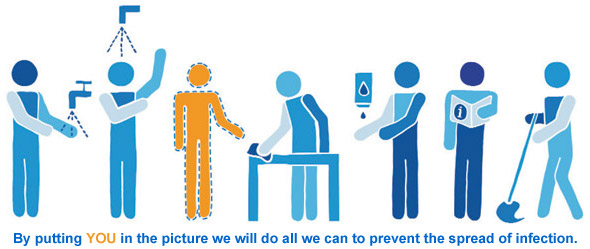 i
By putting YOU in the picture we will do all we can to prevent the spread of infection.